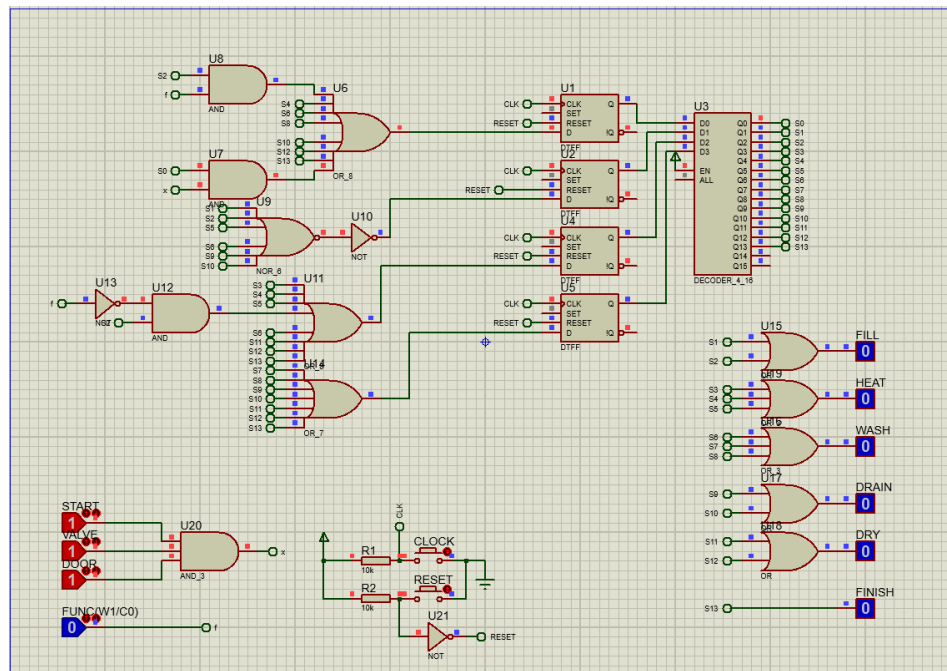 U8
S2
f
AND
U6
S4
S6
S8
S10
S12
S13
OR_8
U7
S0
x
AND
U9
S1
S2
S5
S6
S9
S10
NOR_6
U10
NOT
U13
f
NOT
S2
U12
AND
U11
S3
S4
S5
S6
S11
S12
S13
U14
S7
S8
S9
S10
S11
S12
S13
OR_7
U1
CLK CLK Q
SET
RESET RESET
D !Q
DTFF
U2
CLK CLK Q
SET
RESET RESET
D !Q
DTFF
U4
CLK CLK Q
SET
RESET RESET
D !Q
DTFF
U5
CLK CLK Q
SET
RESET RESET
D !Q
DTFF
U3
D0 Q0 S0
D1 Q1 S1
D2 Q2 S2
D3 Q3 S3
Q4 S4
EN Q5 S5
ALL Q6 S6
Q7 S7
Q8 S8
Q9 S9
Q10 S10
Q11 S11
Q12 S12
Q13 S13
Q14
Q15
DECODER_4_16
U15
S1
S2
FILL
0
U19
S3
S4
S5
HEAT
0
S6
S7
S8
OR_3
WASH
0
U17
S9
S10
DRAIN
0
U18
S11
S12
OR
DRY
0
S13
FINISH
0
START
1
VALVE
1
DOOR
1
U20
x
AND_3
FUNC(W1/C0)
0
f
CLK
R1
10k
CLOCK
R2
10k
RESET
U21
NOT
RESET